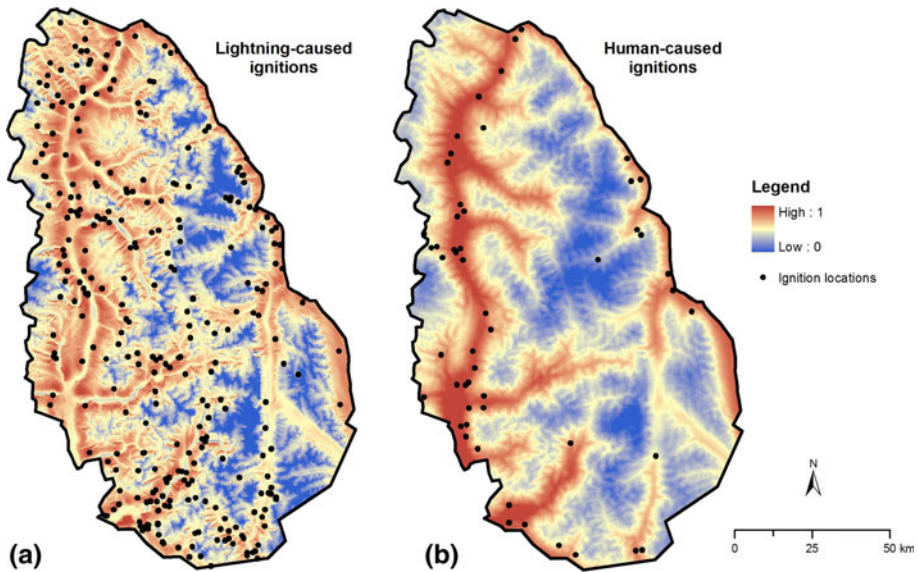 Lightning-caused
ignitions
Human-caused
ignitions
Legend
High : 1
Low : 0
Ignition locations
N
0 25 50 km
(a)
(b)